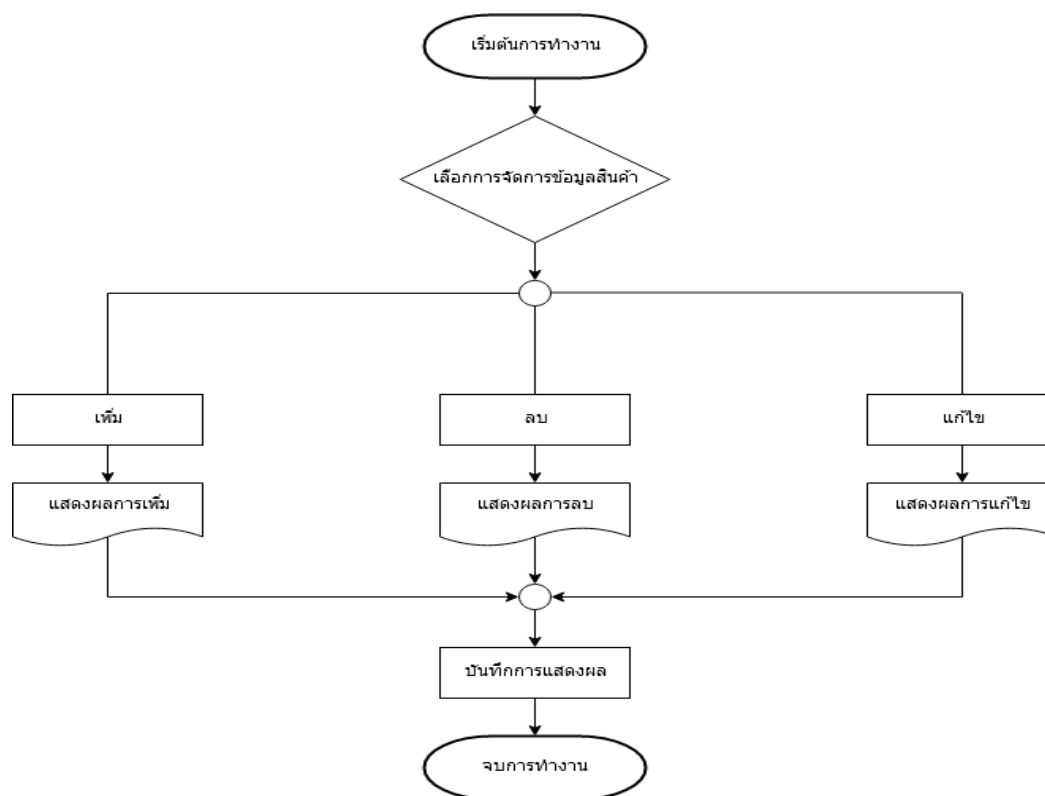 เริ่มต้นการทำงาน
เลือกการจัดการข้อมูลสินค้า
เพิ่ม
ลบ
แก้ไข
แสดงผลการเพิ่ม
แสดงผลการลบ
แสดงผลการแก้ไข
บันทึกการแสดงผล
จบการทำงาน